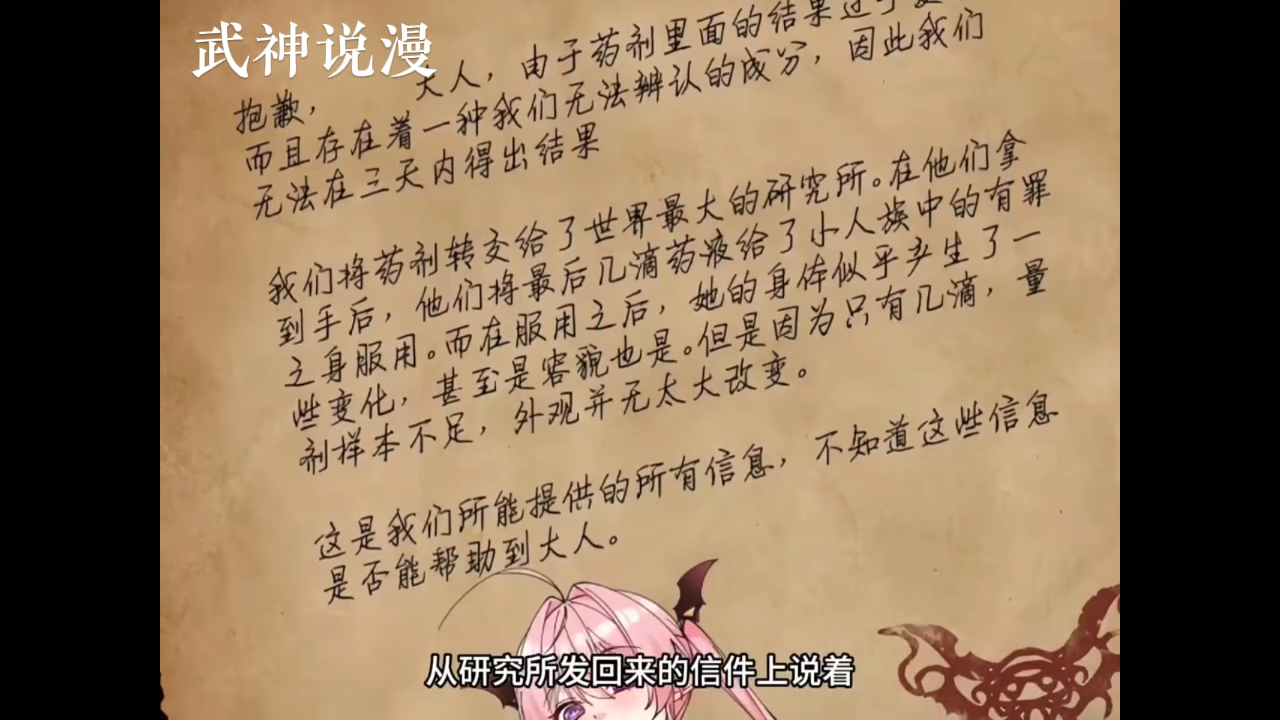 武神说漫
抱歉， 大人，由于药剂里面的结果过于
而且存在着一种我们无法辨认的成分，因此我们
无法在三天内得出结果
我们将药剂转交给了世界最大的研究所。在他们拿
到手后，他们将最后几滴药液给了小人族中的有罪
之身服用。而在服用之后，她的身体似乎产生了一
些变化，甚至是容貌也是。但是因为只有几滴，量
剂样本不足，外观并无太大改变。
这是我们所能提供的所有信息，不知道这些信息
是否能帮助到大人。
从研究所发回来的信件上说着